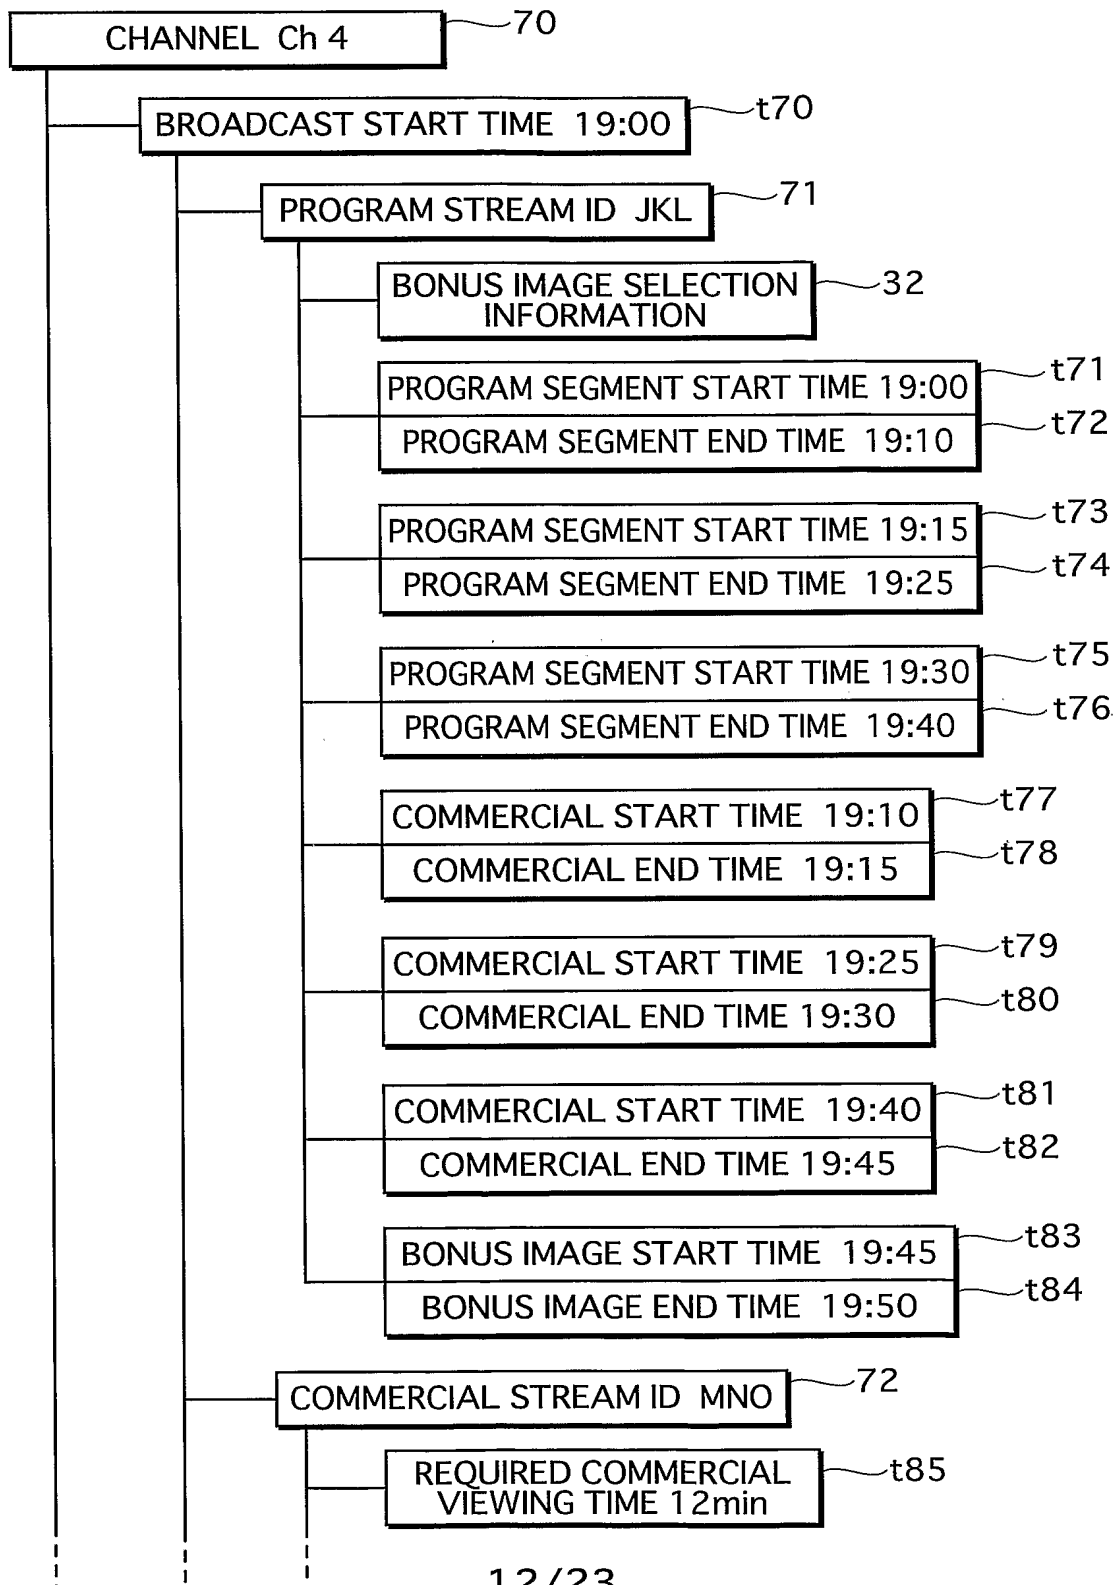 CHANNEL Ch 4
70
BROADCAST START TIME 19:00
t70
PROGRAM STREAM ID JKL
71
BONUS IMAGE SELECTION
INFORMATION
32
PROGRAM SEGMENT START TIME 19:00
t71
PROGRAM SEGMENT END TIME 19:10
t72
PROGRAM SEGMENT START TIME 19:15
t73
PROGRAM SEGMENT END TIME 19:25
t74
PROGRAM SEGMENT START TIME 19:30
t75
PROGRAM SEGMENT END TIME 19:40
t76
COMMERCIAL START TIME 19:10
t77
COMMERCIAL END TIME 19:15
t78
COMMERCIAL START TIME 19:25
t79
COMMERCIAL END TIME 19:30
t80
COMMERCIAL START TIME 19:40
t81
COMMERCIAL END TIME 19:45
t82
BONUS IMAGE START TIME 19:45
t83
BONUS IMAGE END TIME 19:50
t84
COMMERCIAL STREAM ID MNO
72
REQUIRED COMMERCIAL
VIEWING TIME 12min
t85
12/23